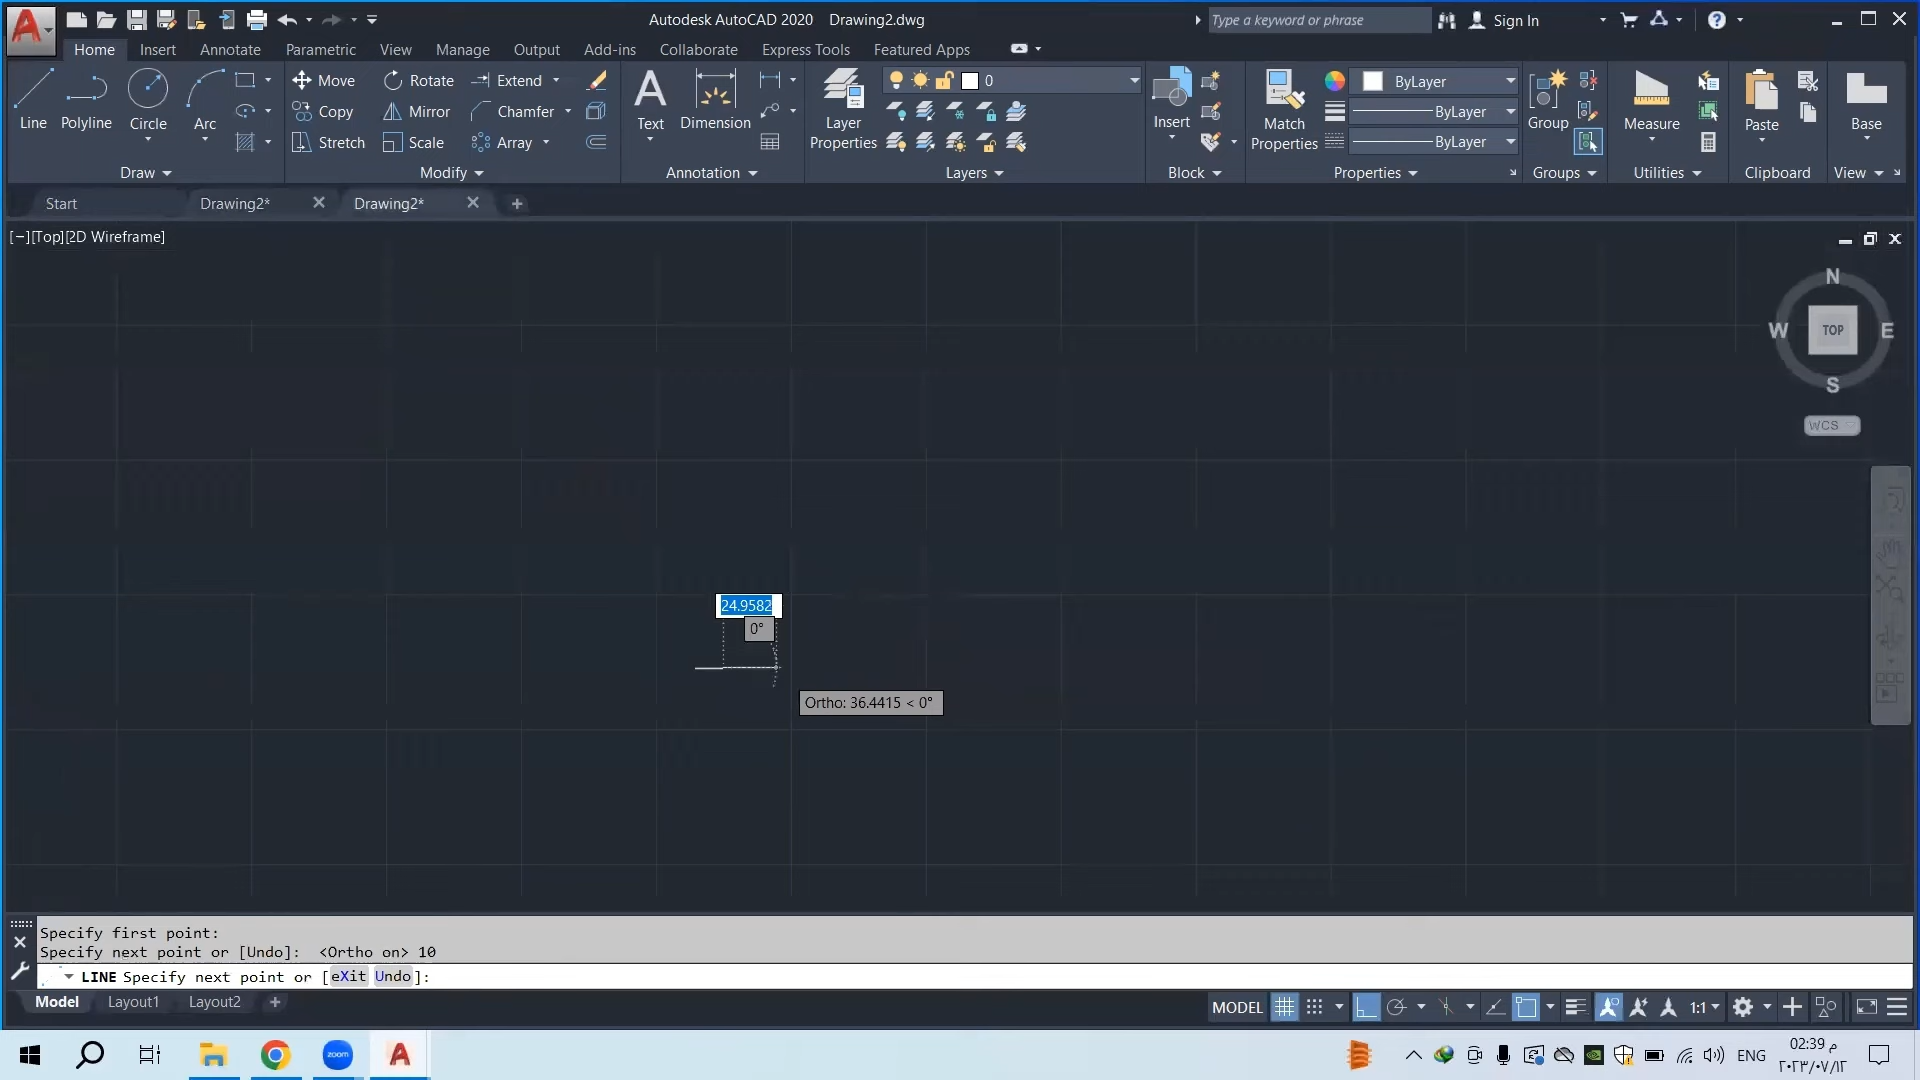 Autodesk AutoCAD 2020 Drawing2.dwg
Type a keyword or phrase
Sign In
Home Insert Annotate Parametric View Manage Output Add-ins Collaborate Express Tools Featured Apps
Line Polyline Circle Arc
Move Rotate Extend
Copy Mirror Chamfer
Stretch Scale Array
Text Dimension
Layer Properties
0
Insert
Match Properties
ByLayer
ByLayer
ByLayer
Group
Measure
Paste
Base
Draw Modify Annotation Layers Block Properties Groups Utilities Clipboard View
Start Drawing2* Drawing2*
[−][Top][2D Wireframe]
N
W TOP E
S
WCS
24.9582
0°
Ortho: 36.4415 < 0°
Specify first point:
Specify next point or [Undo]: <Ortho on> 10
LINE Specify next point or [eXit Undo]:
Model Layout1 Layout2
MODEL 1:1
zoom
ENG
02:39 م
٢٠٢٣/٠٧/١٢